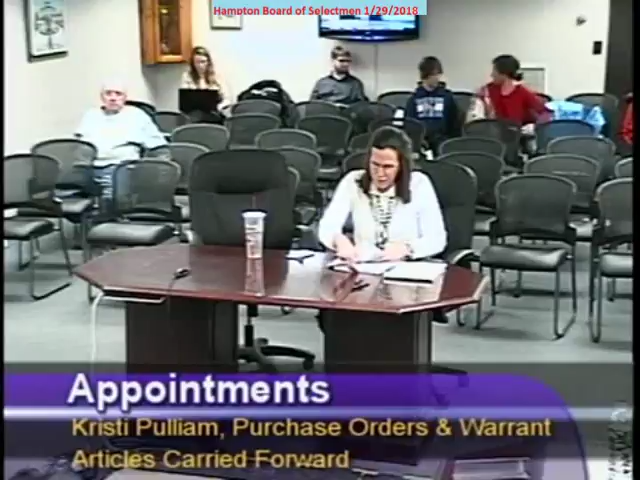 Hampton Board of Selectmen 1/29/2018
Appointments
Kristi Pulliam, Purchase Orders & Warrant
Articles Carried Forward